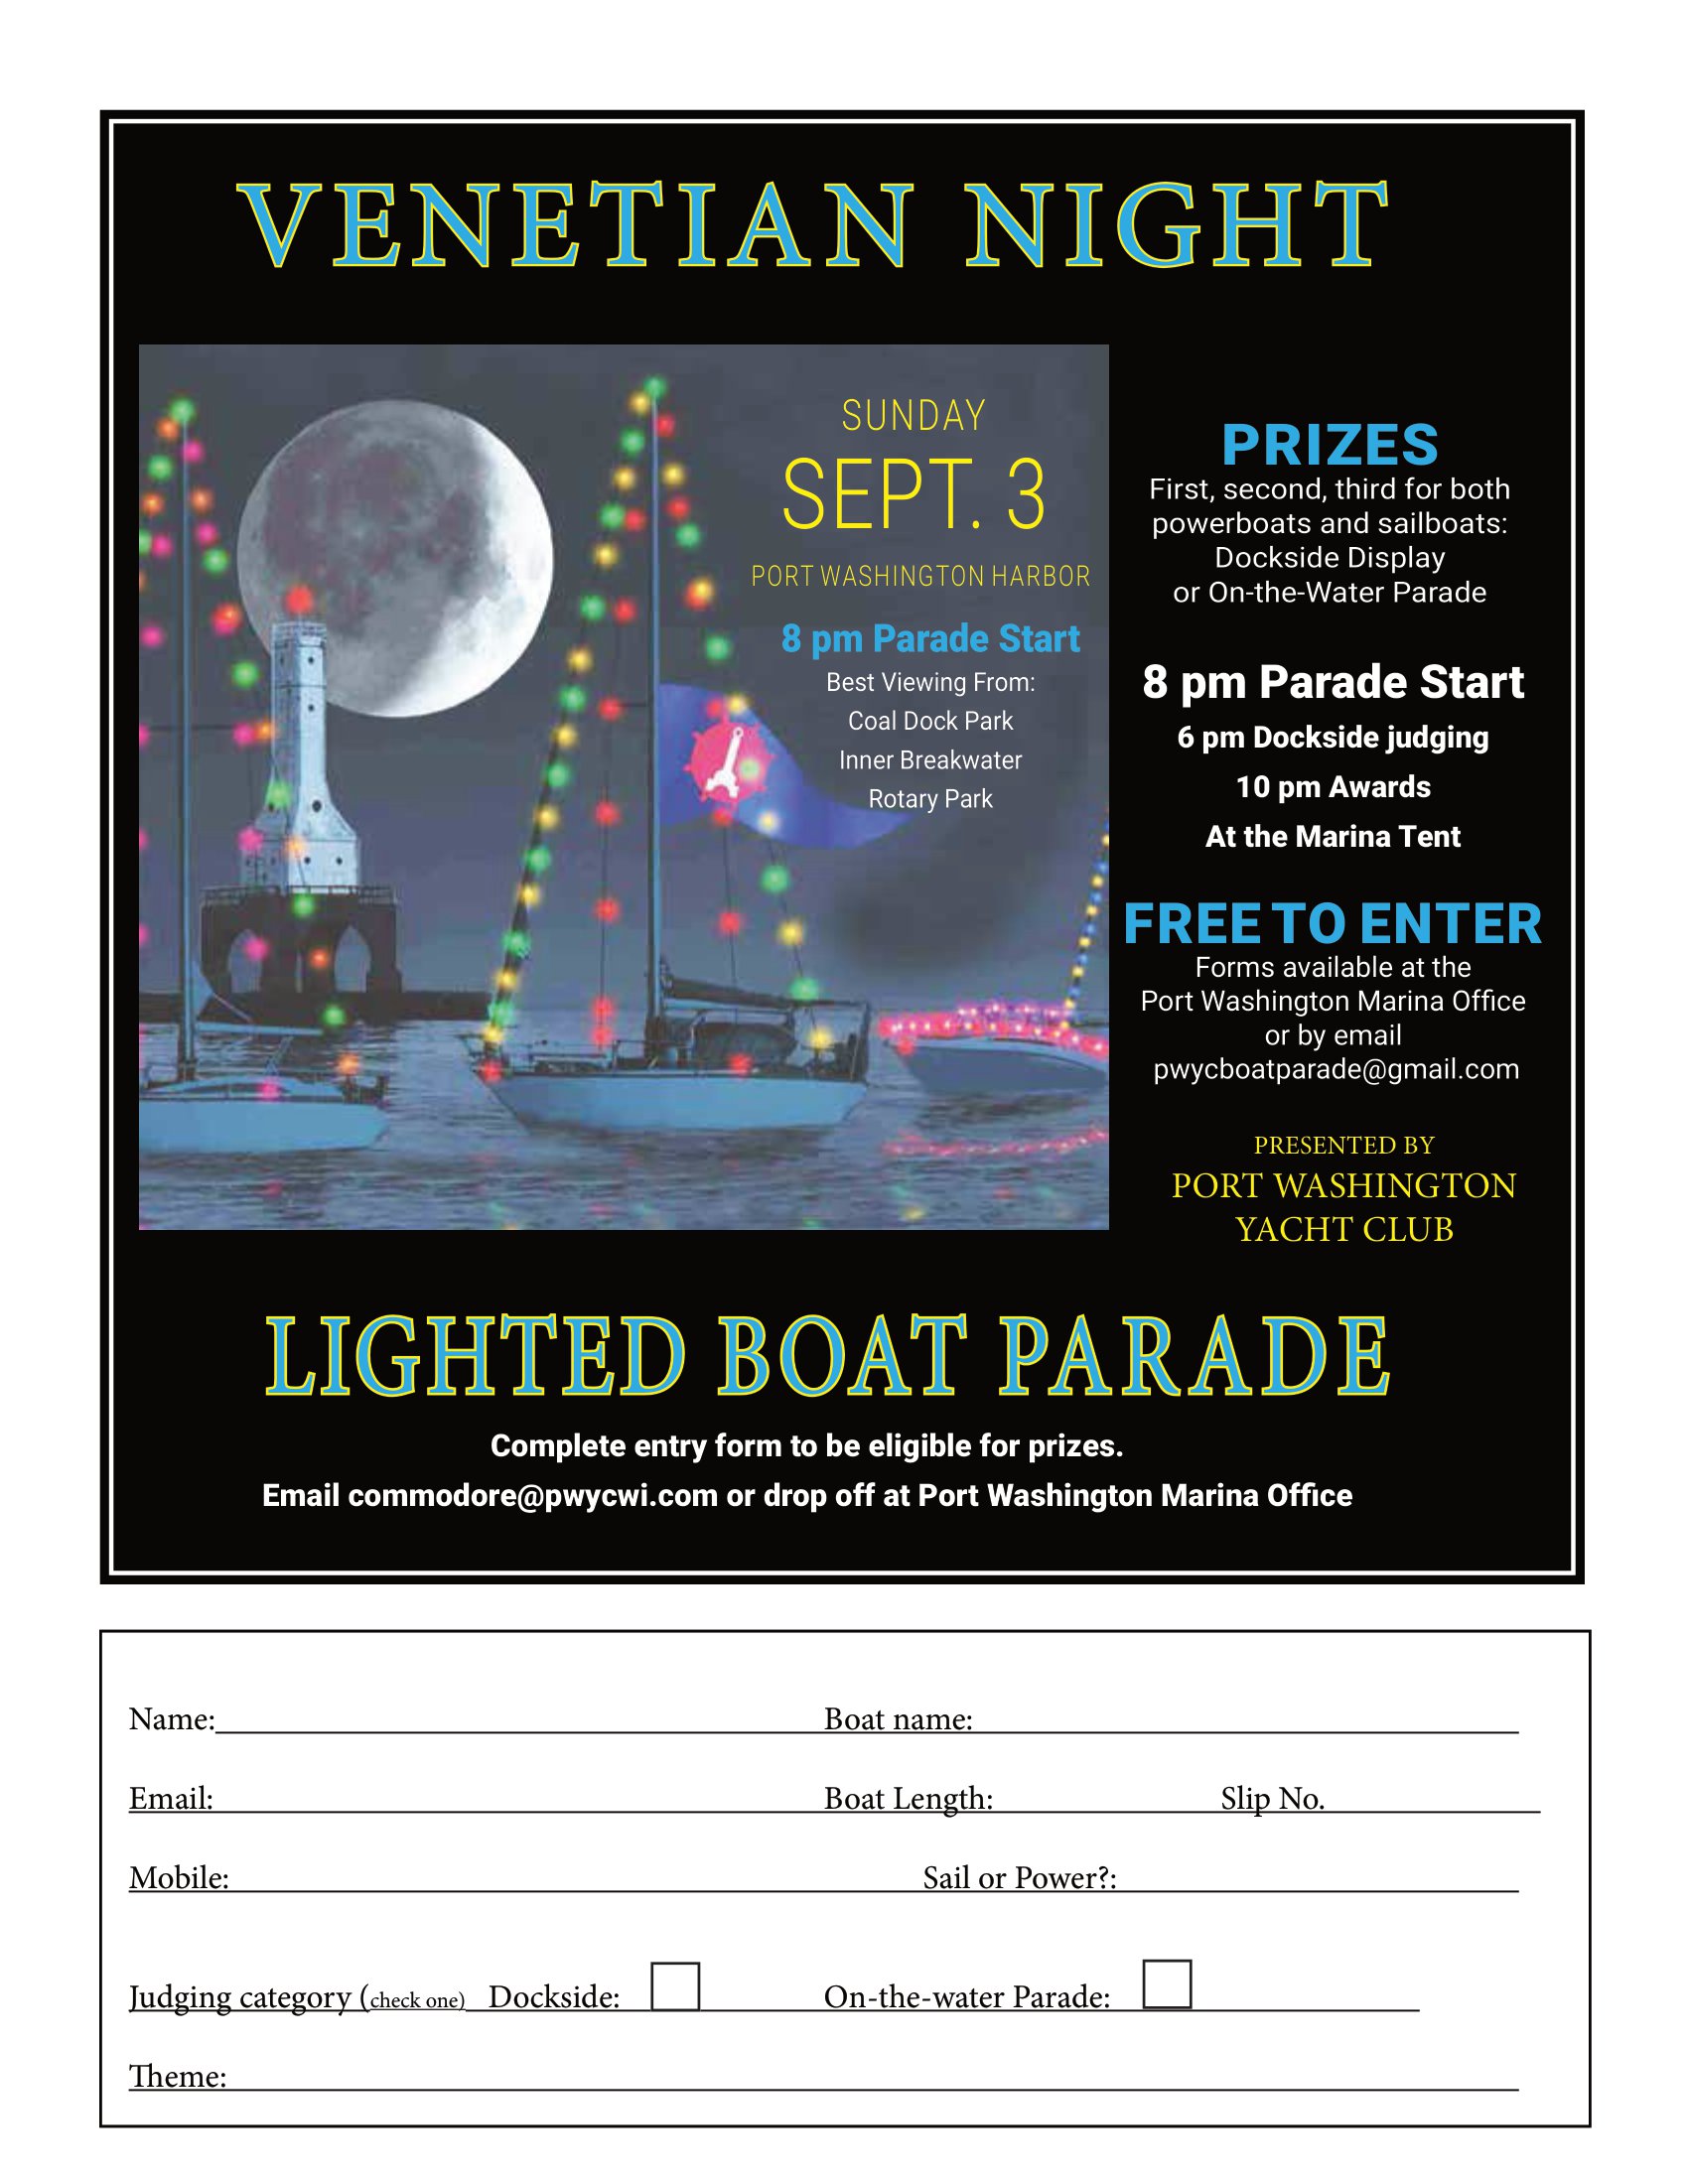 VENETIAN NIGHT
SUNDAY
SEPT. 3
PORT WASHINGTON HARBOR
8 pm Parade Start
Best Viewing From:
Coal Dock Park
Inner Breakwater
Rotary Park
PRIZES
First, second, third for both
powerboats and sailboats:
Dockside Display
or On-the-Water Parade
8 pm Parade Start
6 pm Dockside judging
10 pm Awards
At the Marina Tent
FREE TO ENTER
Forms available at the
Port Washington Marina Office
or by email
pwycboatparade@gmail.com
PRESENTED BY
PORT WASHINGTON
YACHT CLUB
LIGHTED BOAT PARADE
Complete entry form to be eligible for prizes.
Email commodore@pwycwi.com or drop off at Port Washington Marina Office
Name: Boat name:
Email: Boat Length: Slip No.
Mobile: Sail or Power?:
Judging category (check one) Dockside: On-the-water Parade:
Theme: